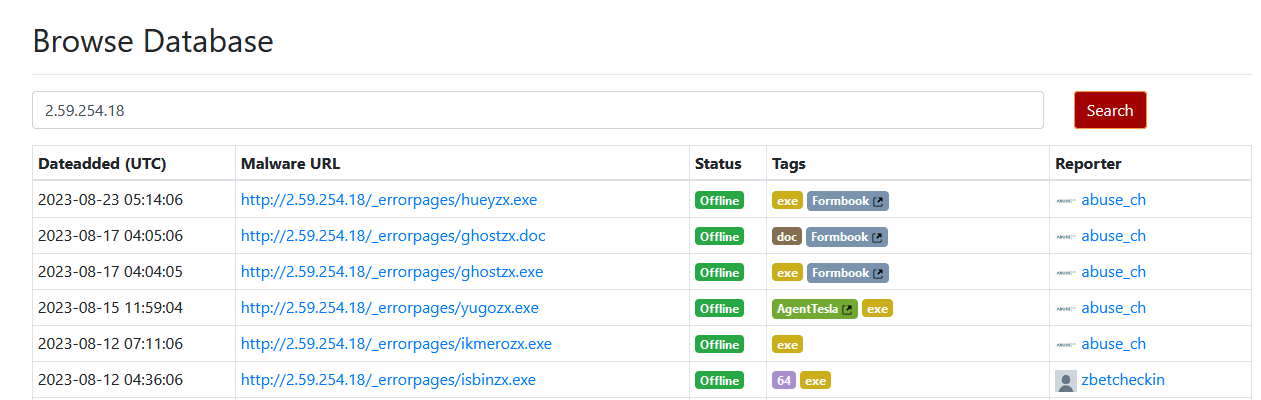 Browse Database
2.59.254.18 Search
Dateadded (UTC) Malware URL Status Tags Reporter
2023-08-23 05:14:06 http://2.59.254.18/_errorpages/hueyzx.exe Offline exe Formbook abuse_ch
2023-08-17 04:05:06 http://2.59.254.18/_errorpages/ghostzx.doc Offline doc Formbook abuse_ch
2023-08-17 04:04:05 http://2.59.254.18/_errorpages/ghostzx.exe Offline exe Formbook abuse_ch
2023-08-15 11:59:04 http://2.59.254.18/_errorpages/yugozx.exe Offline AgentTesla exe abuse_ch
2023-08-12 07:11:06 http://2.59.254.18/_errorpages/ikmerozx.exe Offline exe abuse_ch
2023-08-12 04:36:06 http://2.59.254.18/_errorpages/isbinzx.exe Offline 64 exe zbetcheckin